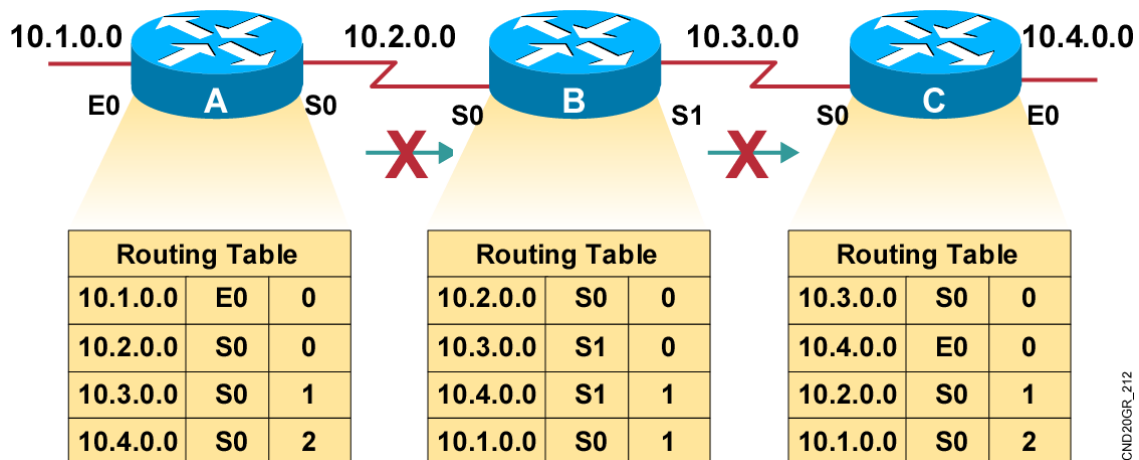 10.1.0.0 10.2.0.0 10.3.0.0 10.4.0.0
A B C
E0 S0 S0 S1 S0 E0
X X
Routing Table
10.1.0.0 E0 0
10.2.0.0 S0 0
10.3.0.0 S0 1
10.4.0.0 S0 2
Routing Table
10.2.0.0 S0 0
10.3.0.0 S1 0
10.4.0.0 S1 1
10.1.0.0 S0 1
Routing Table
10.3.0.0 S0 0
10.4.0.0 E0 0
10.2.0.0 S0 1
10.1.0.0 S0 2
CND20GR_212